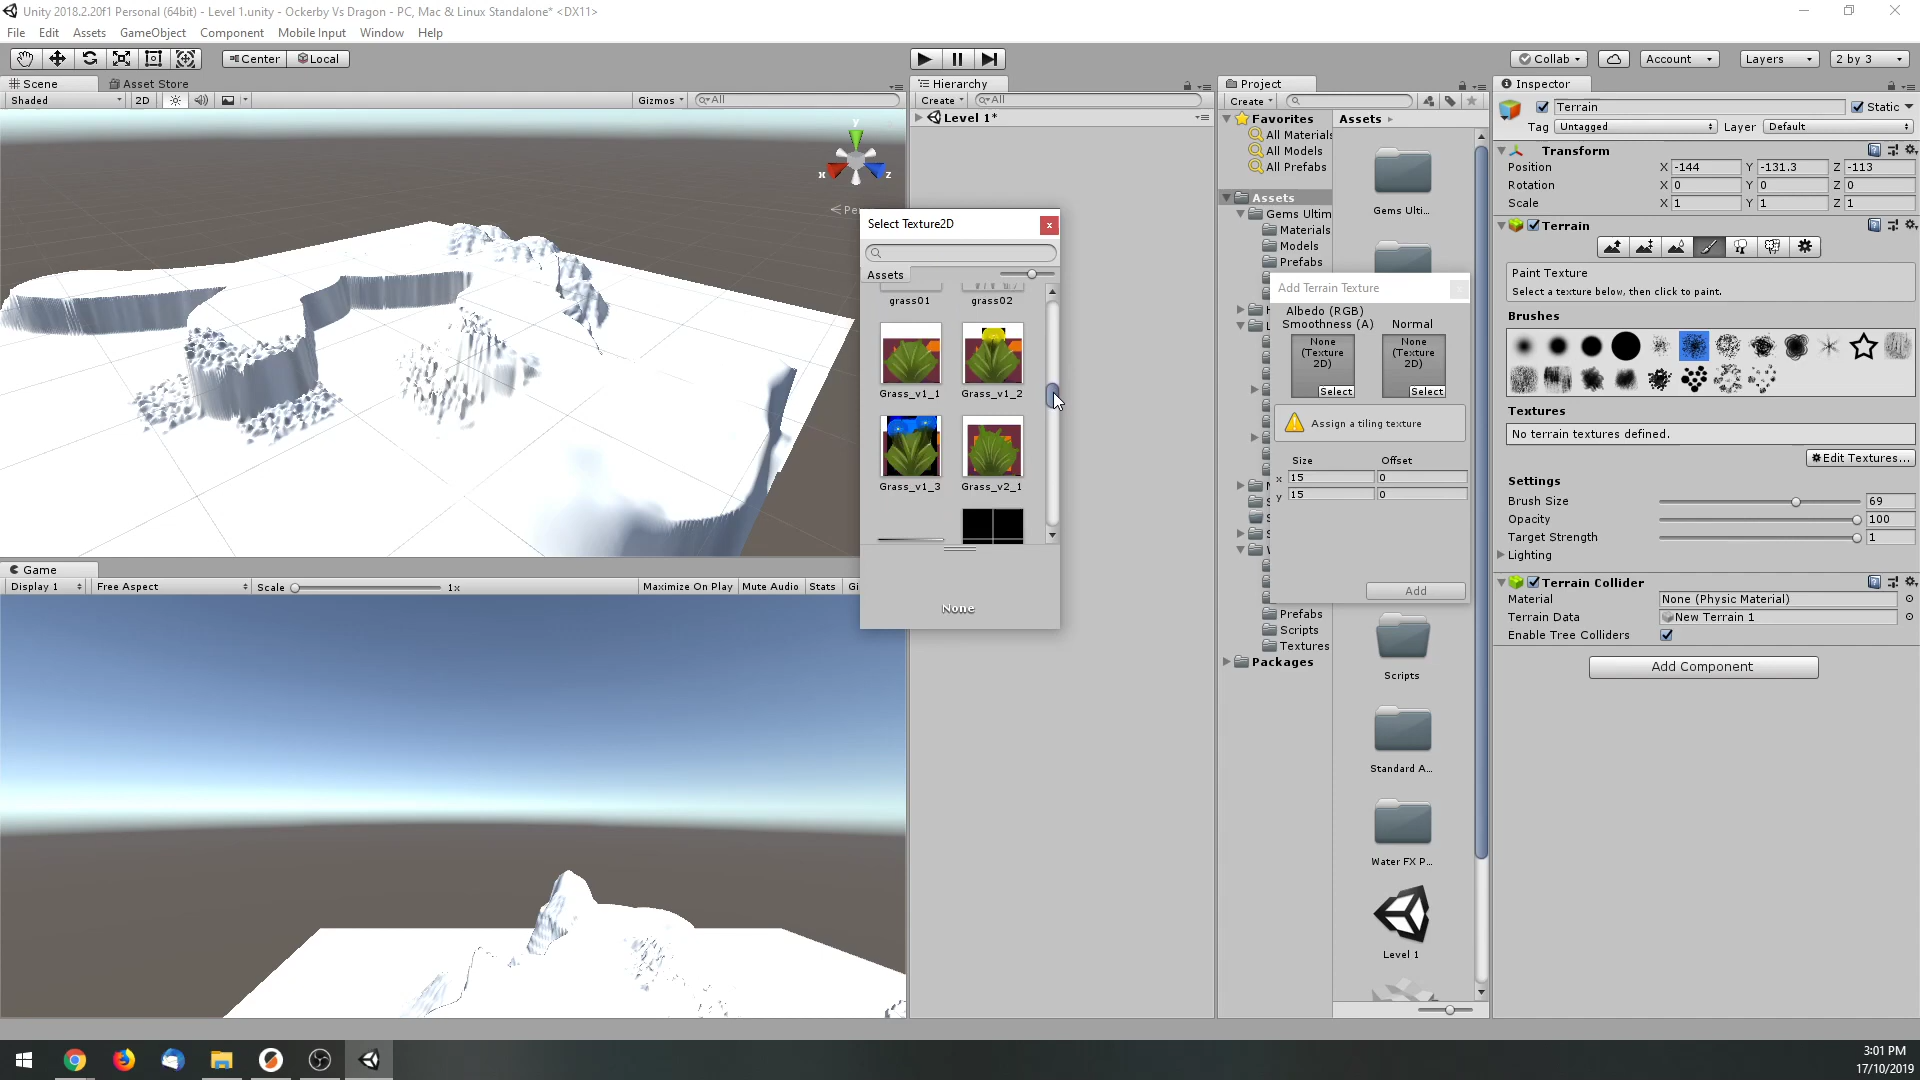 Unity 2018.2.20f1 Personal (64bit) - Level 1.unity - Ockerby Vs Dragon - PC, Mac & Linux Standalone* <DX11>
File Edit Assets GameObject Component Mobile Input Window Help
Center Local
Collab Account Layers 2 by 3
Scene Asset Store
Shaded 2D Gizmos All
y
x z
Hierarchy
Create All
Level 1*
Project
Create
Favorites
All Materials
All Models
All Prefabs
Assets
Gems Ultim
Materials
Models
Prefabs
Prefabs
Scripts
Textures
Packages
Assets
Gems Ulti...
Scripts
Standard A...
Water FX P...
Level 1
Select Texture2D
Assets
grass01 grass02
Grass_v1_1 Grass_v1_2
Grass_v1_3 Grass_v2_1
None
Add Terrain Texture
Albedo (RGB)
Smoothness (A) Normal
None (Texture 2D) None (Texture 2D)
Select Select
Assign a tiling texture
Size Offset
x 15 0
y 15 0
Add
Inspector
Terrain Static
Tag Untagged Layer Default
Transform
Position X -144 Y -131.3 Z -113
Rotation X 0 Y 0 Z 0
Scale X 1 Y 1 Z 1
Terrain
Paint Texture
Select a texture below, then click to paint.
Brushes
Textures
No terrain textures defined.
Edit Textures...
Settings
Brush Size 69
Opacity 100
Target Strength 1
Lighting
Terrain Collider
Material None (Physic Material)
Terrain Data New Terrain 1
Enable Tree Colliders
Add Component
Game
Display 1 Free Aspect Scale 1x Maximize On Play Mute Audio Stats Gi
3:01 PM
17/10/2019